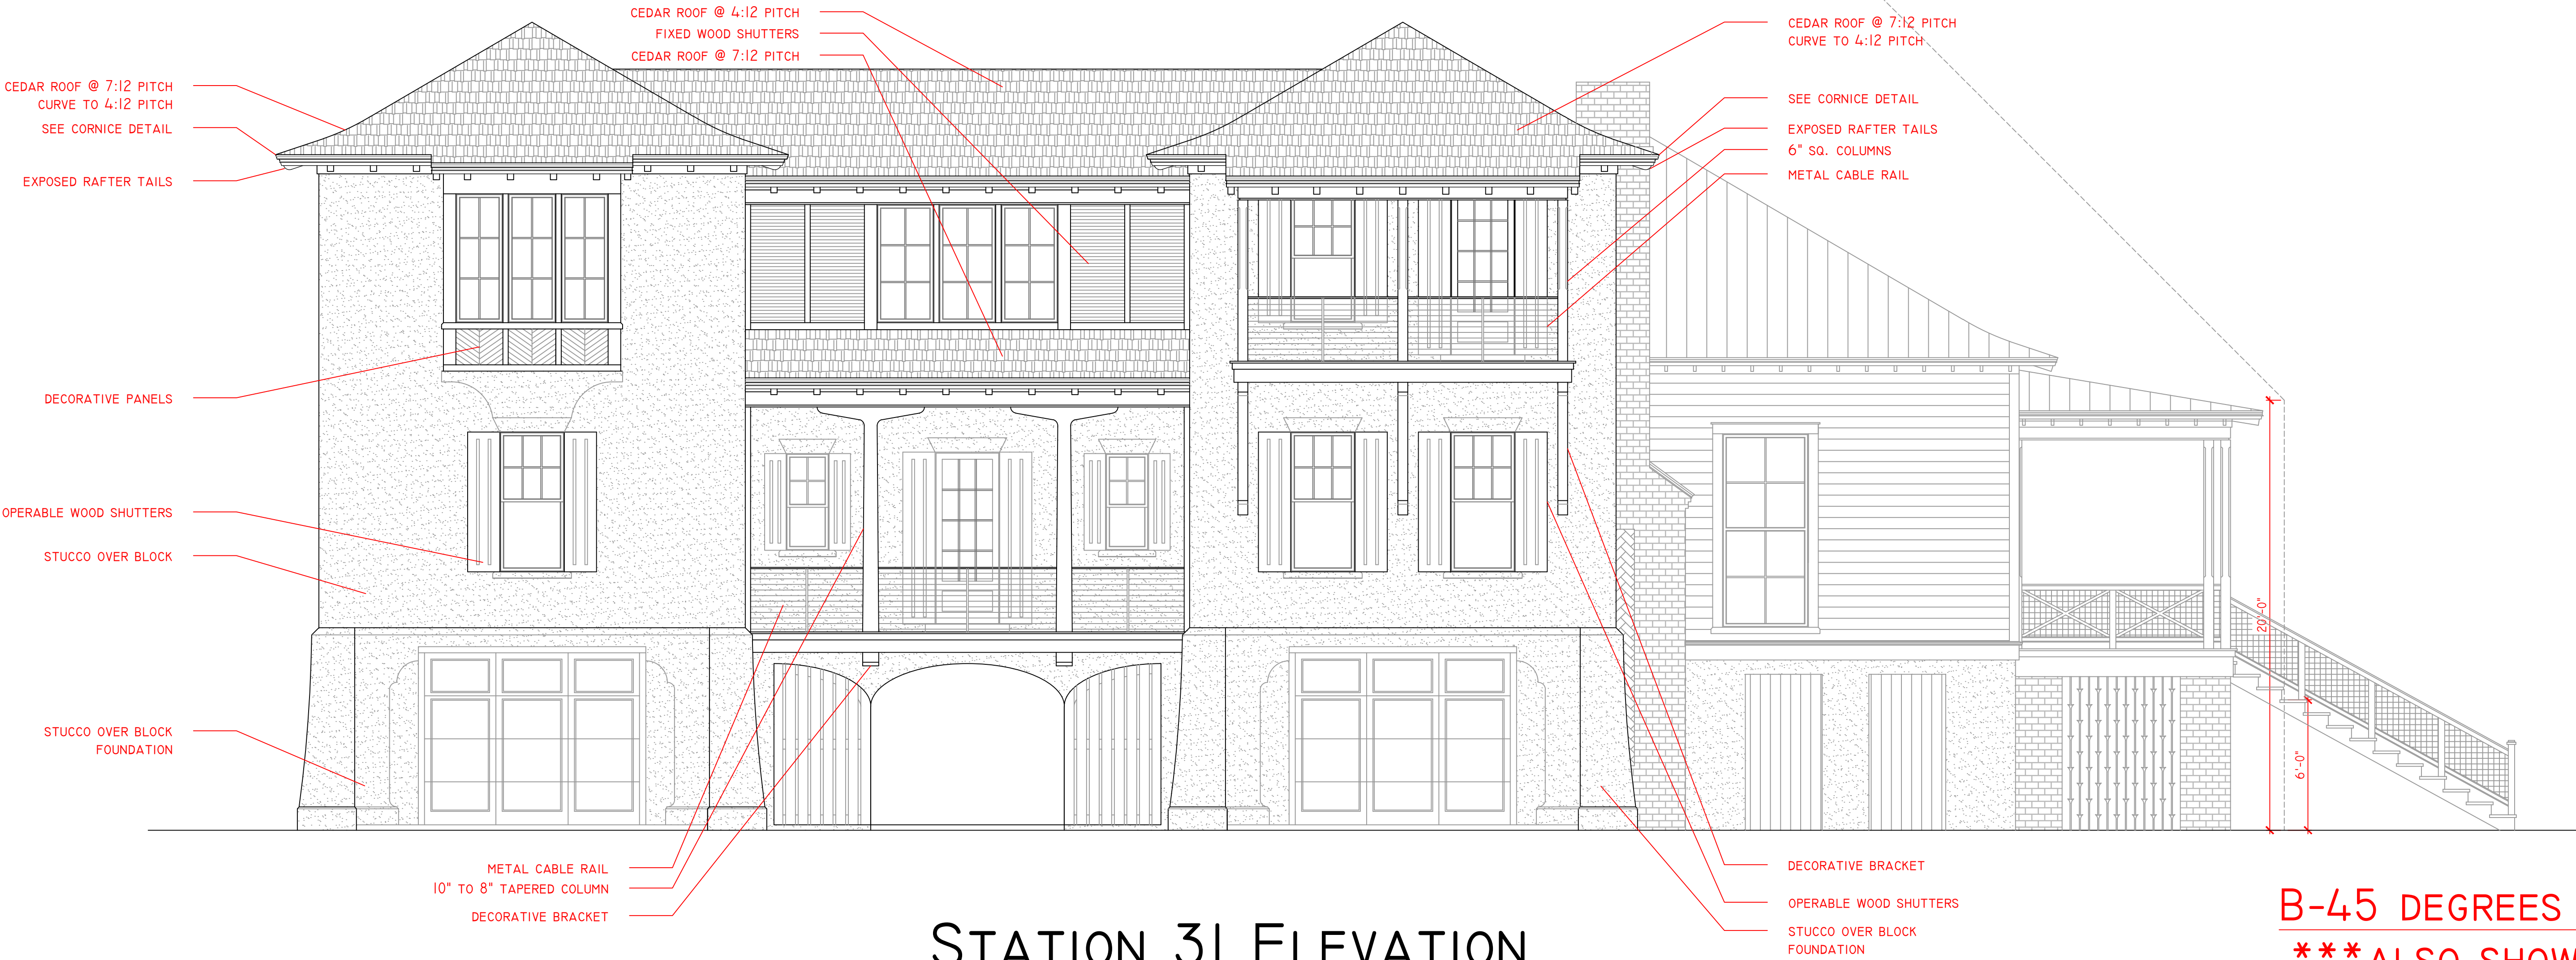 CEDAR ROOF @ 4:12 PITCH
FIXED WOOD SHUTTERS
CEDAR ROOF @ 7:12 PITCH
CEDAR ROOF @ 7:12 PITCH
CURVE TO 4:12 PITCH
SEE CORNICE DETAIL
EXPOSED RAFTER TAILS
DECORATIVE PANELS
OPERABLE WOOD SHUTTERS
STUCCO OVER BLOCK
STUCCO OVER BLOCK
FOUNDATION
CEDAR ROOF @ 7:12 PITCH
CURVE TO 4:12 PITCH
SEE CORNICE DETAIL
EXPOSED RAFTER TAILS
6" SQ. COLUMNS
METAL CABLE RAIL
20'-0"
6'-0"
METAL CABLE RAIL
10" TO 8" TAPERED COLUMN
DECORATIVE BRACKET
DECORATIVE BRACKET
OPERABLE WOOD SHUTTERS
STUCCO OVER BLOCK
FOUNDATION
STATION 31 ELEVATION
B-45 DEGREES
***ALSO SHOW